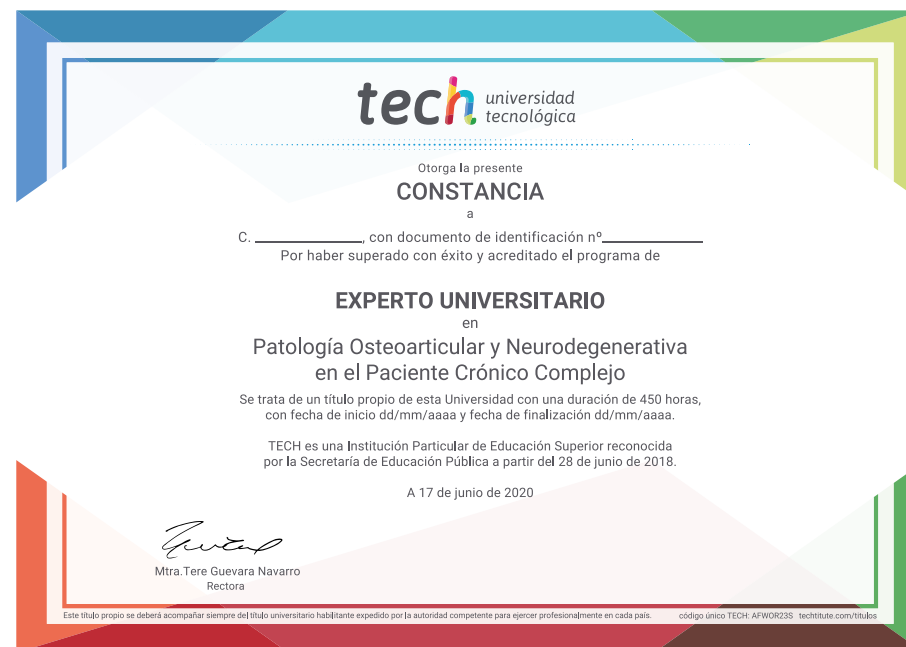 tech universidad
tecnológica
Otorga la presente
CONSTANCIA
a
C. ____________, con documento de identificación nº____________
Por haber superado con éxito y acreditado el programa de
EXPERTO UNIVERSITARIO
en
Patología Osteoarticular y Neurodegenerativa
en el Paciente Crónico Complejo
Se trata de un título propio de esta Universidad con una duración de 450 horas,
con fecha de inicio dd/mm/aaaa y fecha de finalización dd/mm/aaaa.
TECH es una Institución Particular de Educación Superior reconocida
por la Secretaría de Educación Pública a partir del 28 de junio de 2018.
A 17 de junio de 2020
Mtra.Tere Guevara Navarro
Rectora
Este título propio se deberá acompañar siempre del título universitario habilitante expedido por la autoridad competente para ejercer profesionalmente en cada país. código único TECH: AFWOR23S techtitute.com/titulos